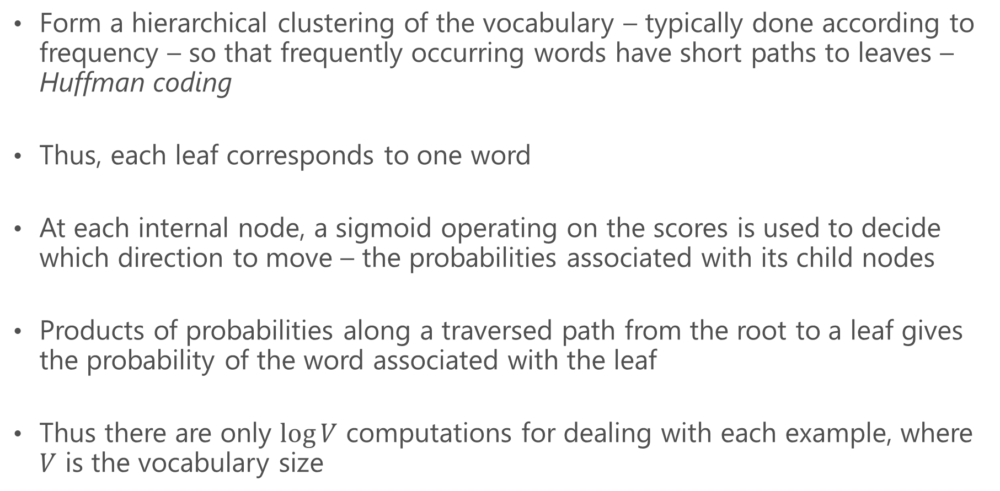 • Form a hierarchical clustering of the vocabulary – typically done according to
frequency – so that frequently occurring words have short paths to leaves –
Huffman coding
• Thus, each leaf corresponds to one word
• At each internal node, a sigmoid operating on the scores is used to decide
which direction to move – the probabilities associated with its child nodes
• Products of probabilities along a traversed path from the root to a leaf gives
the probability of the word associated with the leaf
• Thus there are only log V computations for dealing with each example, where
V is the vocabulary size